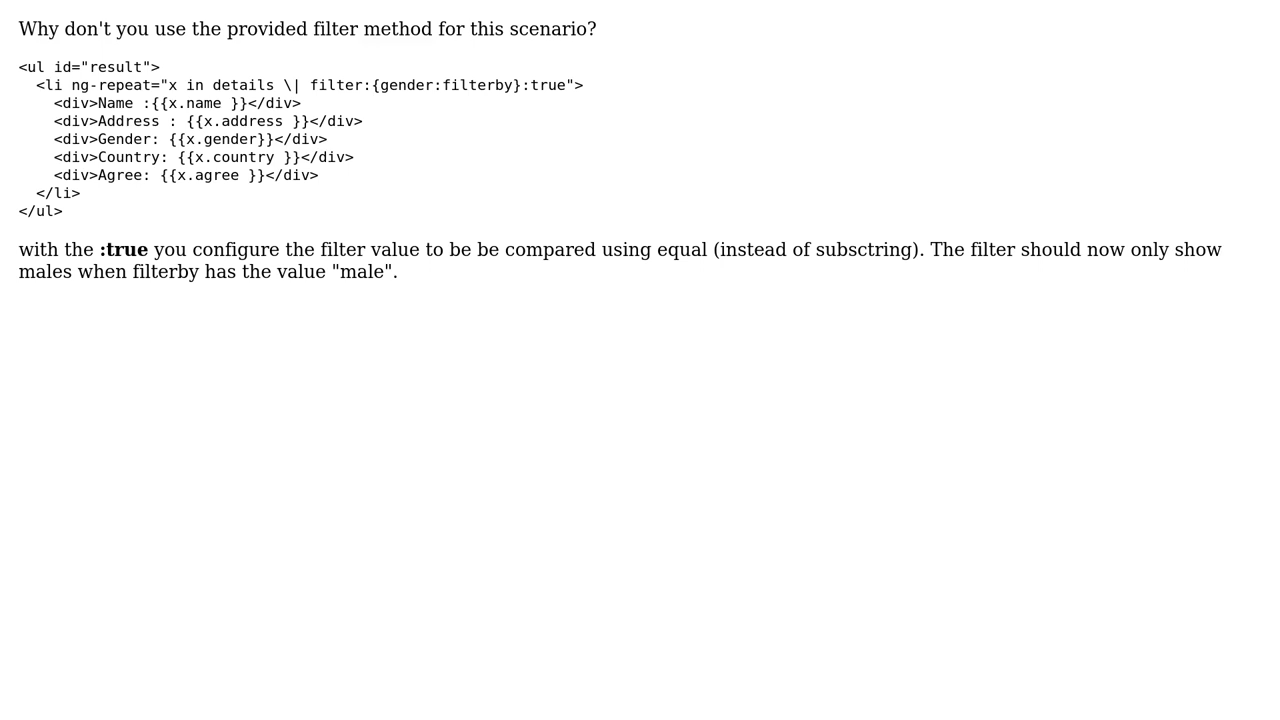 Why don't you use the provided filter method for this scenario?
<ul id="result">
  <li ng-repeat="x in details \| filter:{gender:filterby}:true">
    <div>Name :{{x.name }}</div>
    <div>Address : {{x.address }}</div>
    <div>Gender: {{x.gender}}</div>
    <div>Country: {{x.country }}</div>
    <div>Agree: {{x.agree }}</div>
  </li>
</ul>
with the :true you configure the filter value to be be compared using equal (instead of subsctring). The filter should now only show
males when filterby has the value "male".